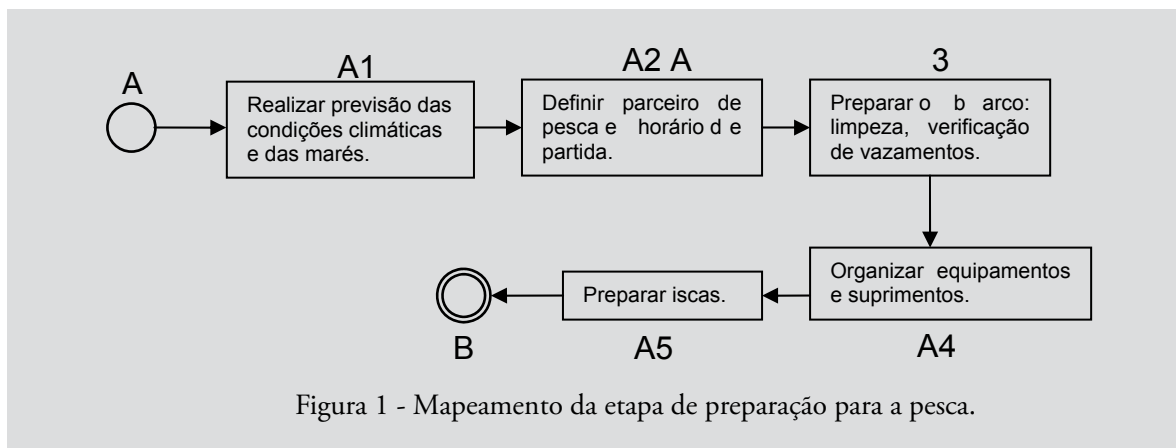 A
A1
Realizar previsão das
condições climáticas
e das marés.
A2 A
Definir parceiro de
pesca e horário d e
partida.
3
Preparar o b arco:
limpeza, verificação
de vazamentos.
Organizar equipamentos
e suprimentos.
A4
Preparar iscas.
A5
B
Figura 1 - Mapeamento da etapa de preparação para a pesca.